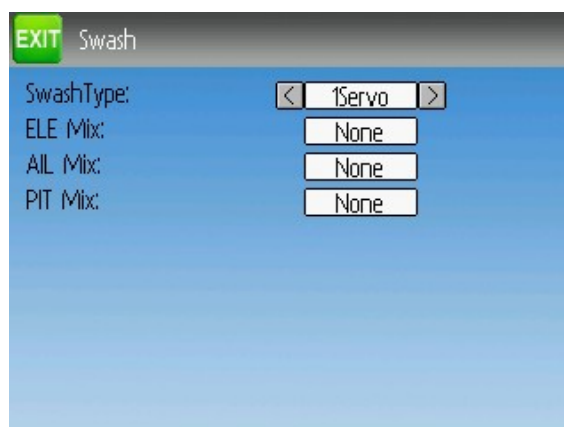 EXIT Swash
SwashType: < 1Servo >
ELE Mix: None
AIL Mix: None
PIT Mix: None